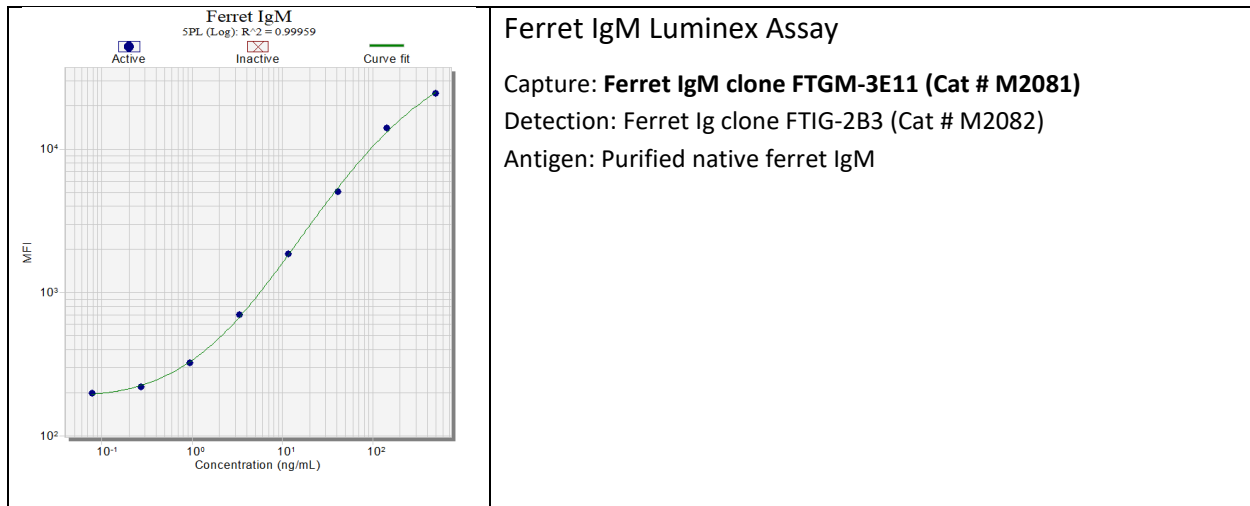 Ferret IgM
5PL (Log): R^2 = 0.99959
Active Inactive Curve fit
10⁴
10³
10²
MFI
10⁻¹ 10⁰ 10¹ 10²
Concentration (ng/mL)
Ferret IgM Luminex Assay
Capture: Ferret IgM clone FTGM-3E11 (Cat # M2081)
Detection: Ferret Ig clone FTIG-2B3 (Cat # M2082)
Antigen: Purified native ferret IgM